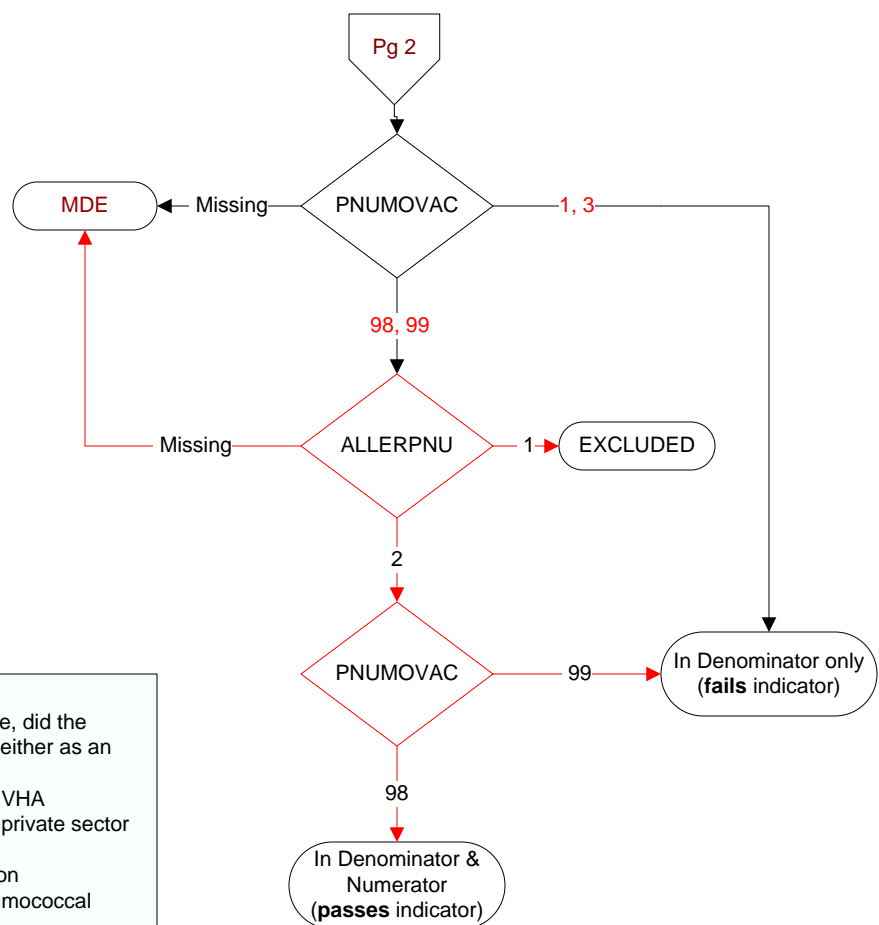 Pg 2
PNUMOVAC
MDE
Missing
1, 3
98, 99
ALLERPNU
Missing
1
EXCLUDED
2
PNUMOVAC
99
In Denominator only
(fails indicator)
98
In Denominator &
Numerator
(passes indicator)
e, did the
either as an
VHA
private sector
on
mococcal